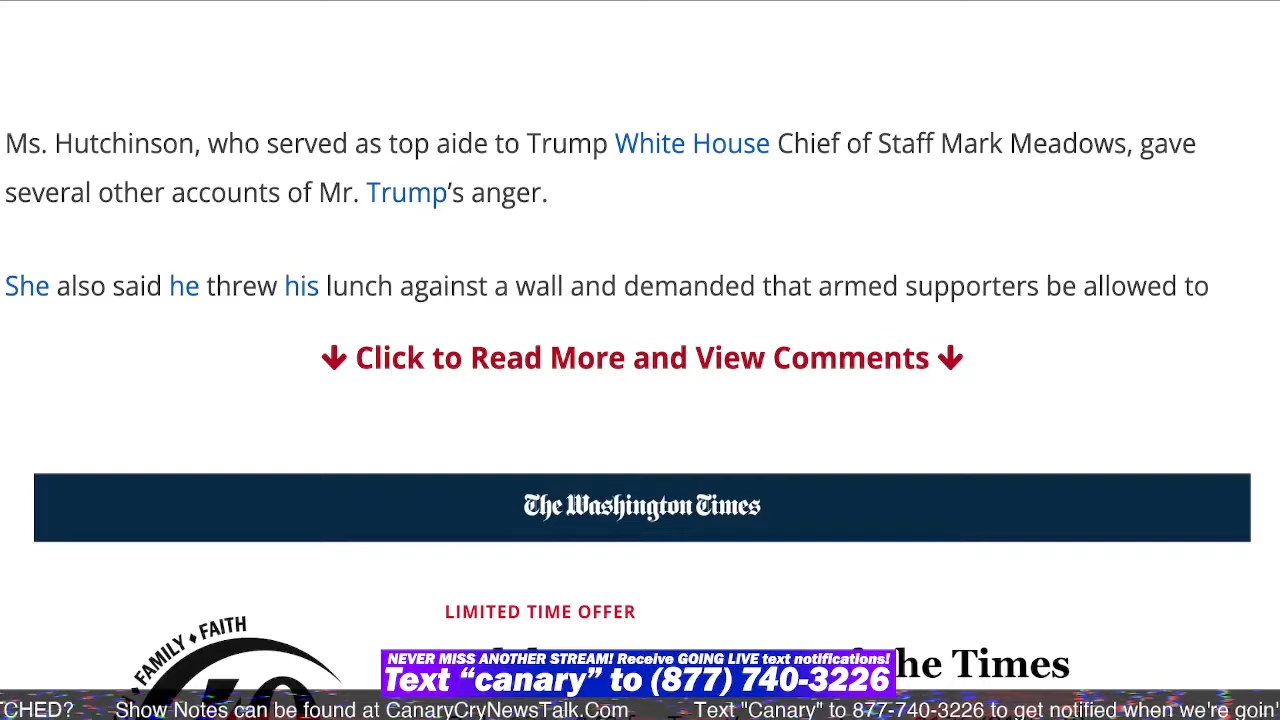 Ms. Hutchinson, who served as top aide to Trump White House Chief of Staff Mark Meadows, gave
several other accounts of Mr. Trump's anger.
She also said he threw his lunch against a wall and demanded that armed supporters be allowed to
↓ Click to Read More and View Comments ↓
The Washington Times
LIMITED TIME OFFER
FAMILY ♦ FAITH
he Times
NEVER MISS ANOTHER STREAM! Receive GOING LIVE text notifications!
Text “canary” to (877) 740-3226
TCHED? Show Notes can be found at CanaryCryNewsTalk.Com Text "Canary" to 877-740-3226 to get notified when we're goin'